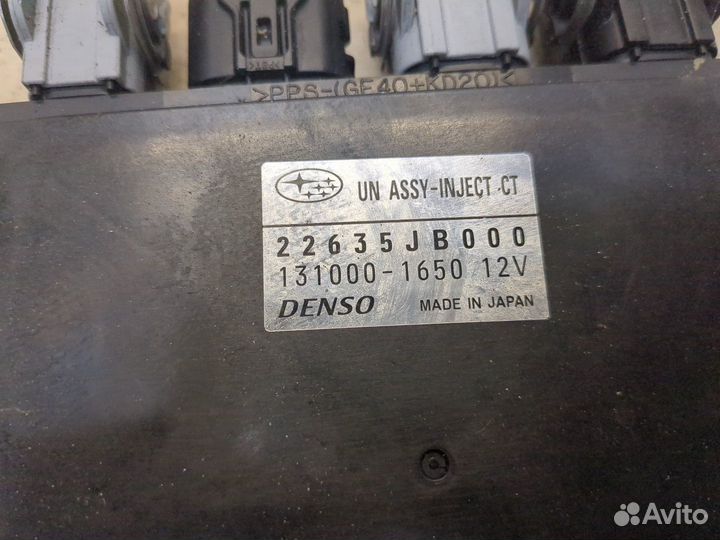 >PPS-(GF40+KD20)<
UN ASSY-INJECT CT
22635JB000
131000-1650 12V
DENSO MADE IN JAPAN
Avito